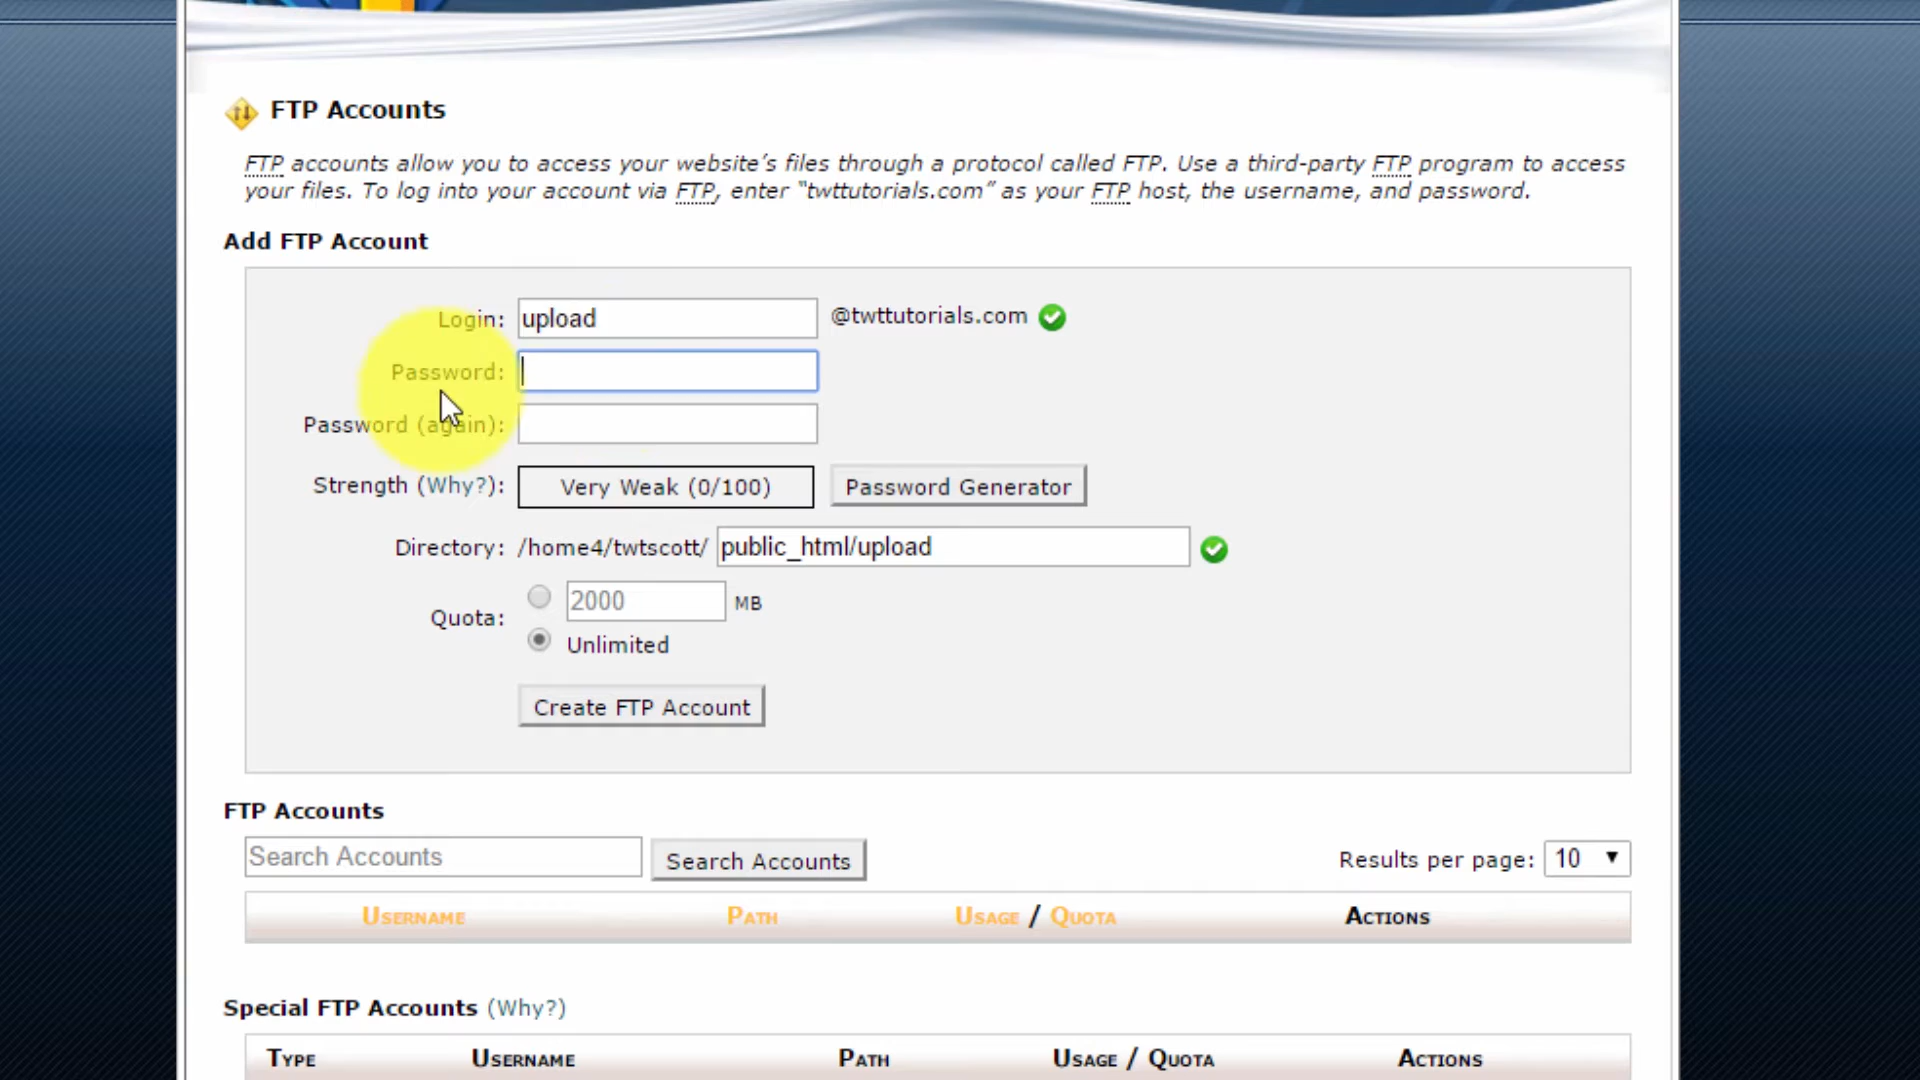 FTP Accounts
FTP accounts allow you to access your website's files through a protocol called FTP. Use a third-party FTP program to access
your files. To log into your account via FTP, enter “twttutorials.com” as your FTP host, the username, and password.
Add FTP Account
Login: upload @twttutorials.com
Password:
Password (again):
Strength (Why?): Very Weak (0/100) Password Generator
Directory: /home4/twtscott/ public_html/upload
Quota: 2000 MB
Unlimited
Create FTP Account
FTP Accounts
Search Accounts Search Accounts Results per page: 10
USERNAME PATH USAGE / QUOTA ACTIONS
Special FTP Accounts (Why?)
TYPE USERNAME PATH USAGE / QUOTA ACTIONS